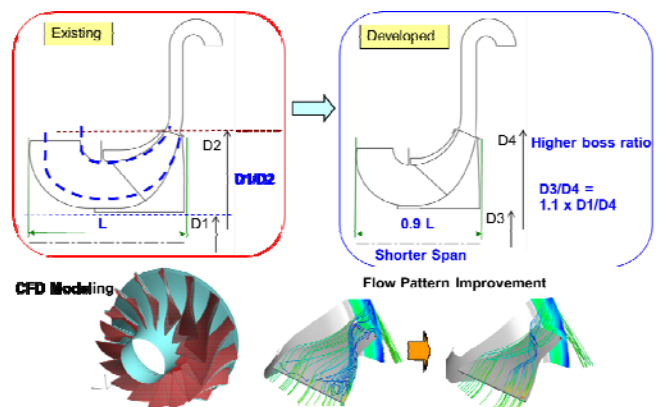 Existing
Developed
D2
D1/D2
D1
L
D4
Higher boss ratio
D3/D4 =
1.1 x D1/D4
D3
0.9 L
Shorter Span
CFD Modeling
Flow Pattern Improvement